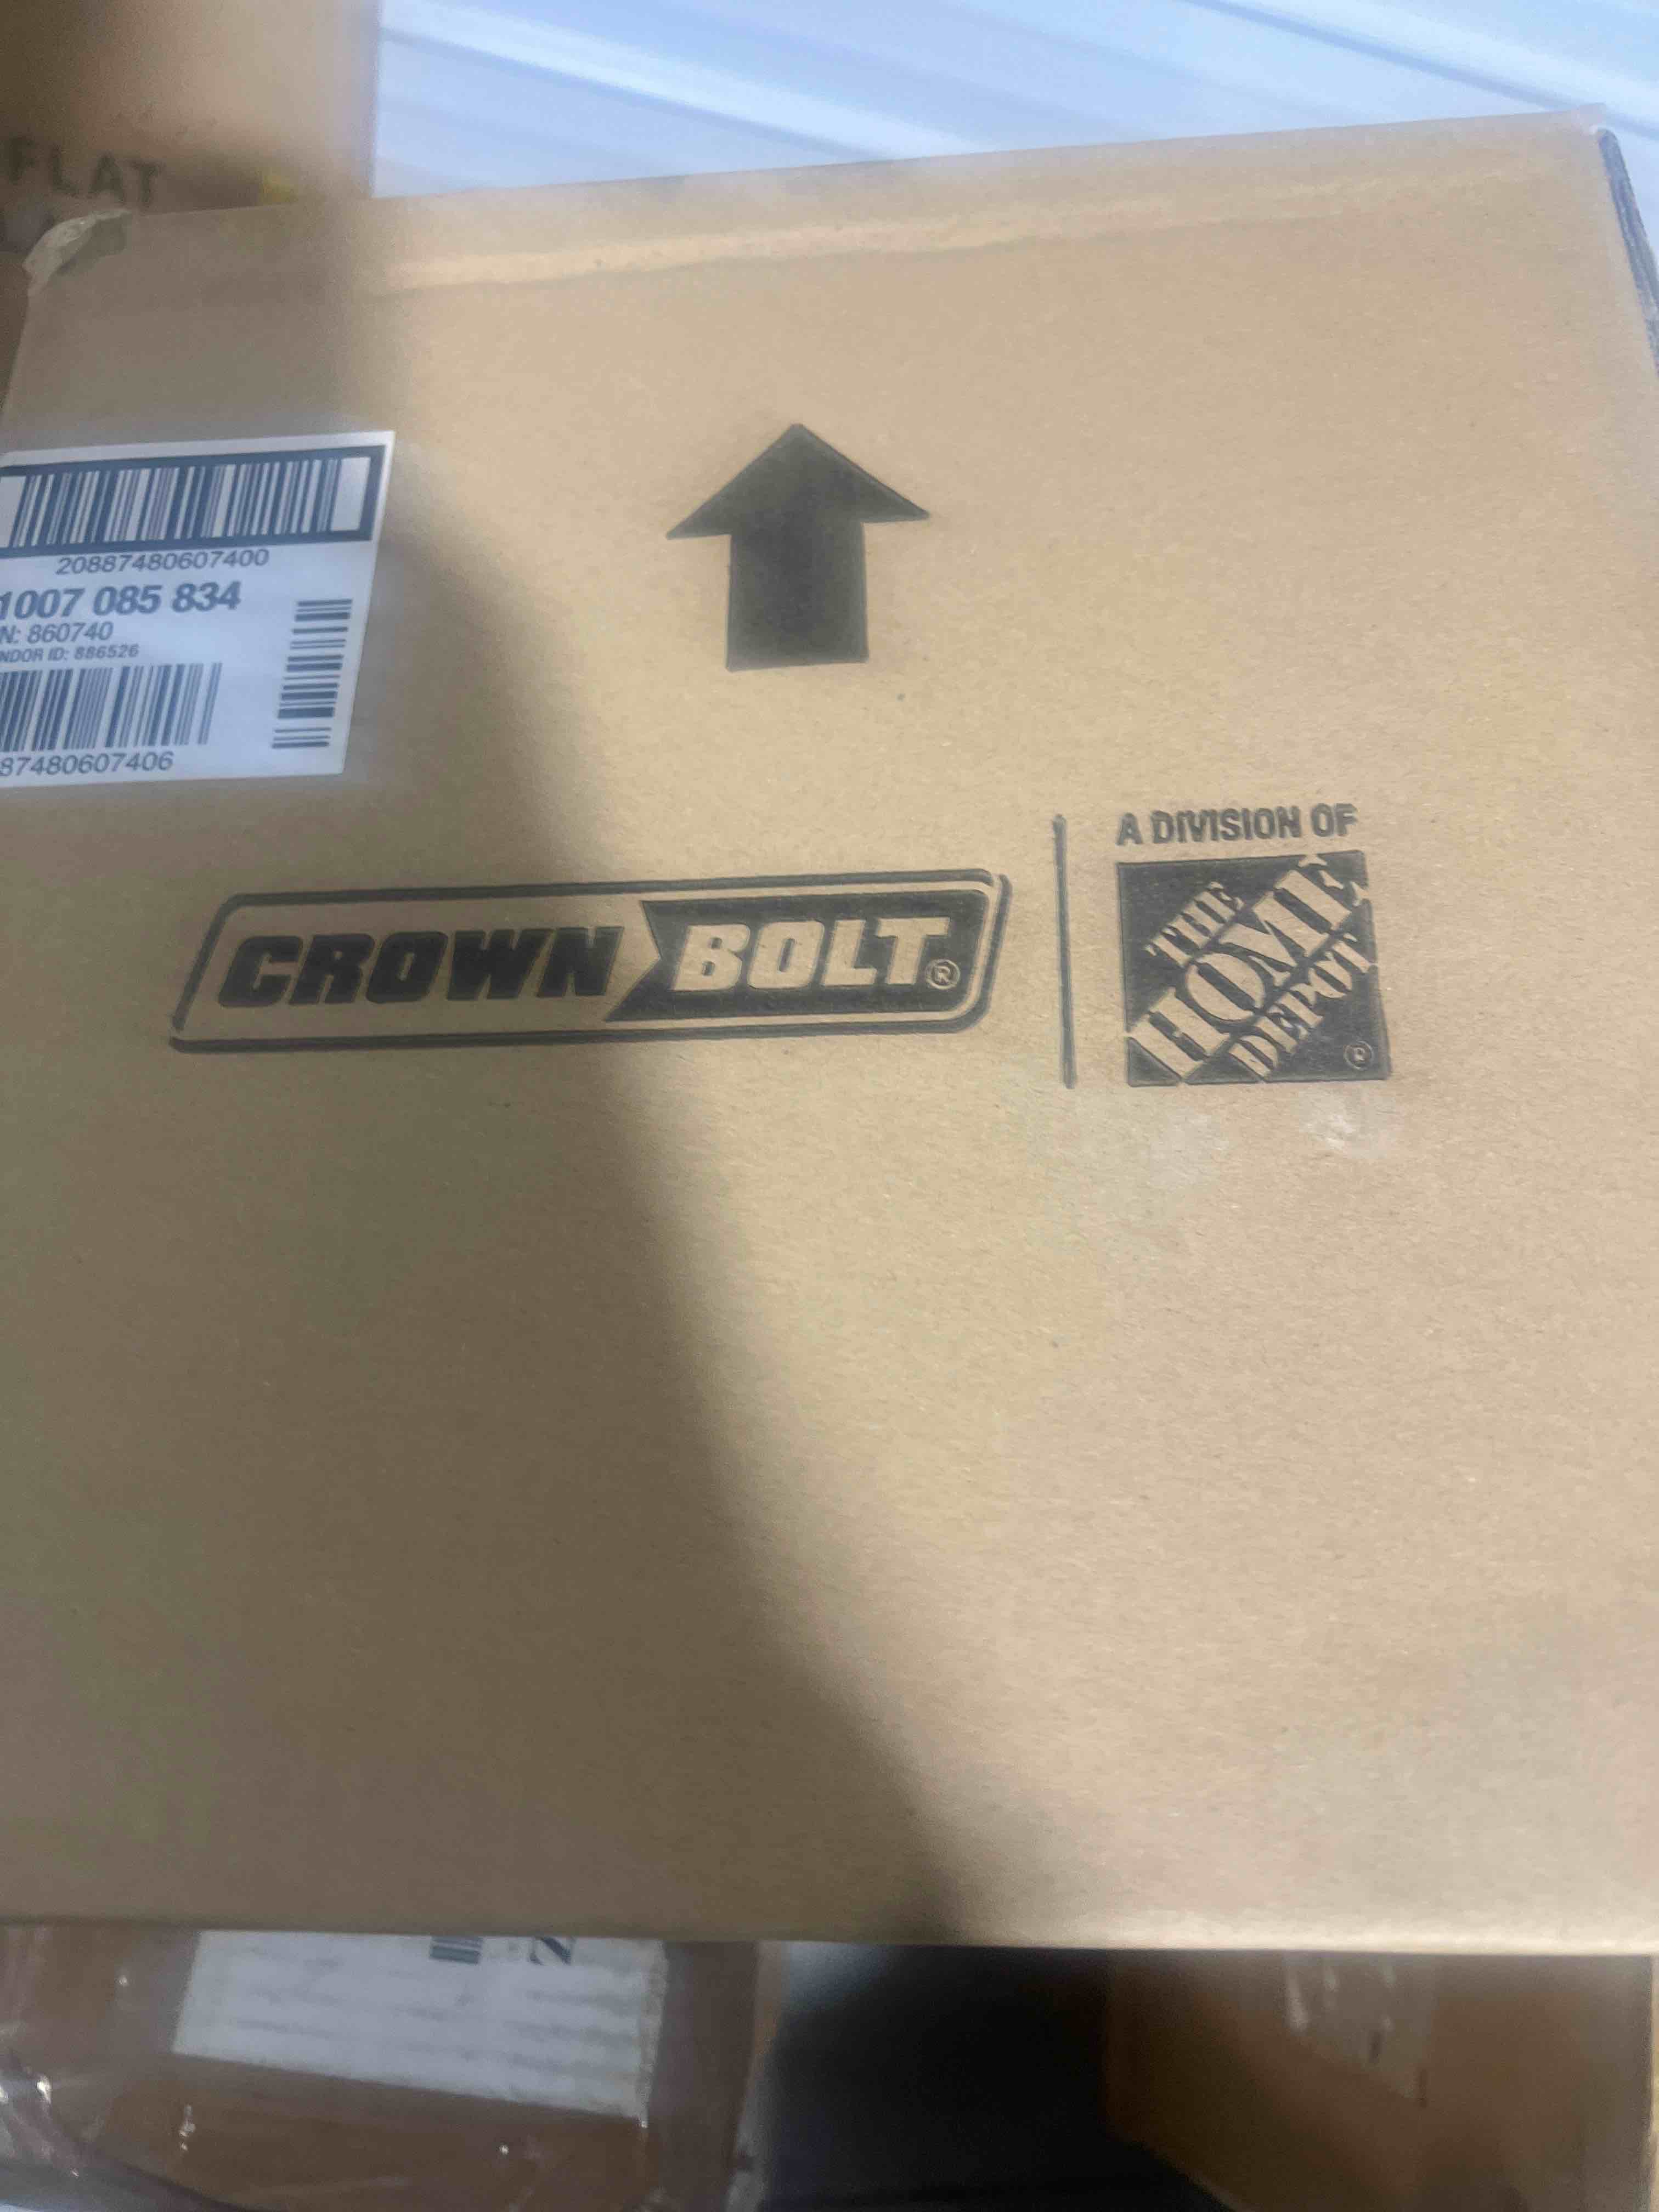 FLAT
20887480607400
1007 085 834
N: 860740
NDOR ID: 886526
87480607406
A DIVISION OF
CROWN BOLT®
THE
HOME
DEPOT
®